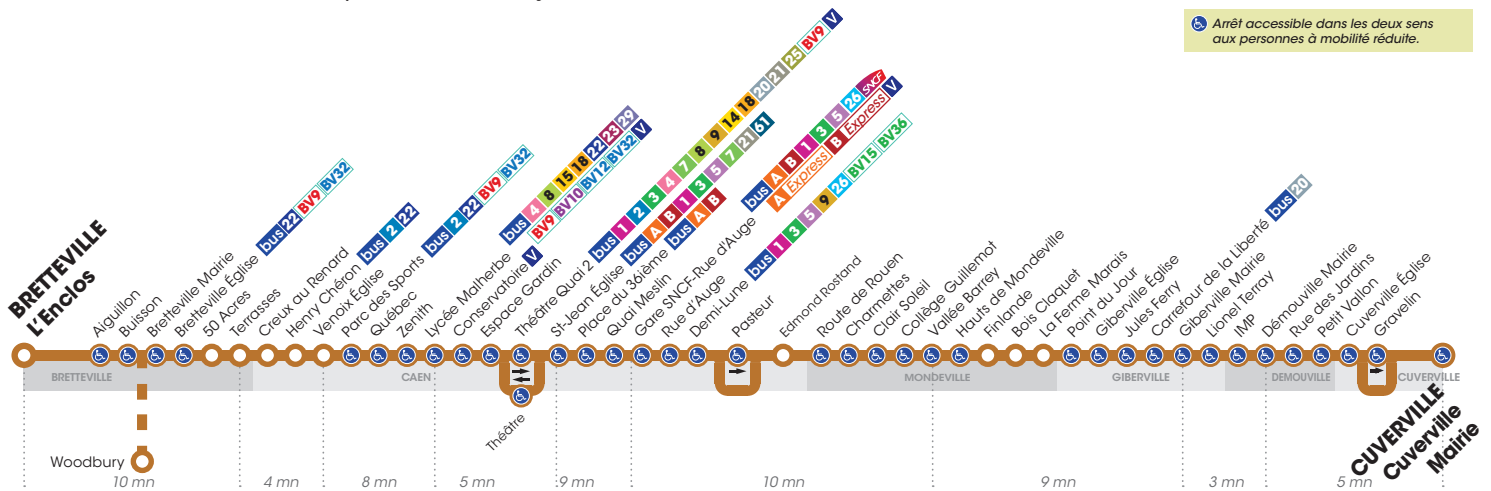 Arrêt accessible dans les deux sens
aux personnes à mobilité réduite.
BRETTEVILLE
L'Enclos
Aiguillon
Buisson
Bretteville Mairie
Bretteville Église bus 22 BV9 BV32
50 Acres
Terrasses
Creux au Renard
Henry Chéron bus 2 22
Venoix Église
Parc des Sports bus 2 22 BV9 BV32
Québec
Zenith
Lycée Malherbe bus 4 8 15 18 22 23 29
BV9 BV10 BV12 BV32 V
Conservatoire V
Espace Gardin
Théâtre Quai 2 bus 1 2 3 4 7 8 9 14 18 20 21 25 BV9 V
St-Jean Église bus A B 1 3 5 7 21 61
Place du 36ième bus A B
Quai Meslin
Gare SNCF-Rue d'Auge bus A B 1 3 5 26 SNCF
A Express B Express V
Rue d'Auge
Demi-Lune bus 1 3 5 9 26 BV15 BV36
Pasteur
Edmond Rostand
Route de Rouen
Charmettes
Clair Soleil
Collège Guillemot
Vallée Barrey
Hauts de Mondeville
Finlande
Bois Claquet
La Ferme Marais
Point du Jour
Giberville Église
Jules Ferry
Carrefour de la Liberté bus 20
Giberville Mairie
Lionel Terray
IMP
Démouville Mairie
Rue des Jardins
Petit Vallon
Cuverville Église
Gravelin
CUVERVILLE
Cuverville
Mairie
BRETTEVILLE
CAEN
MONDEVILLE
GIBERVILLE
DEMOUVILLE
CUVERVILLE
Théâtre
Woodbury
10 mn
4 mn
8 mn
5 mn
9 mn
10 mn
9 mn
3 mn
5 mn